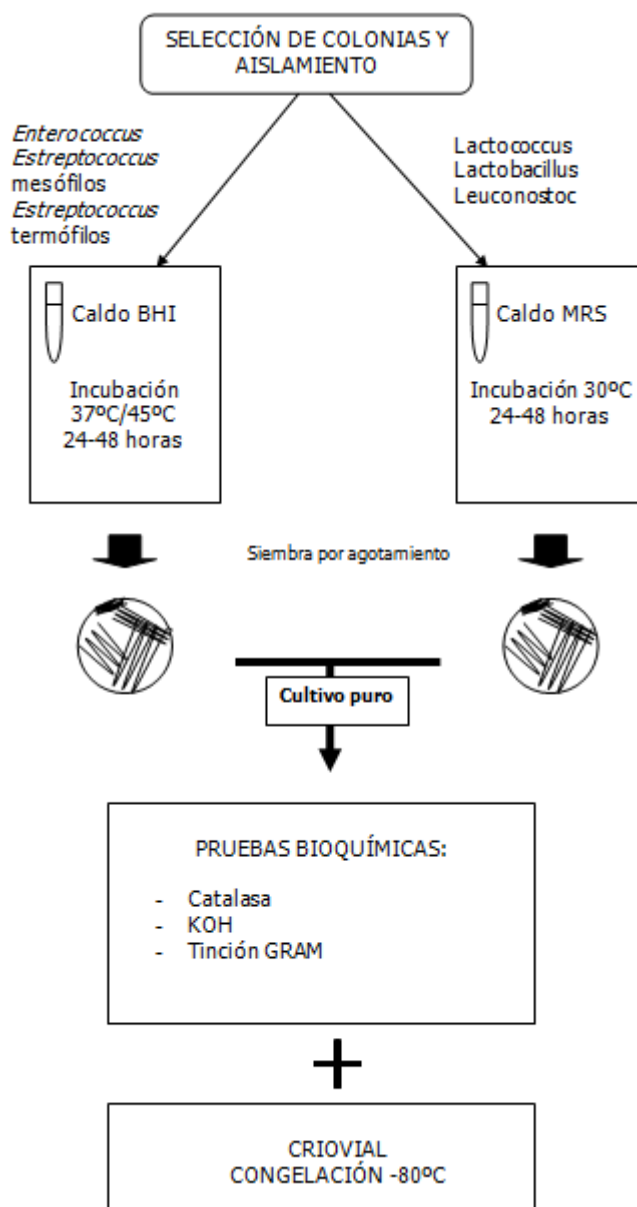 SELECCIÓN DE COLONIAS Y
AISLAMIENTO
Enterococcus
Estreptococcus
mesófilos
Estreptococcus
termófilos
Lactococcus
Lactobacillus
Leuconostoc
Caldo BHI
Incubación
37ºC/45ºC
24-48 horas
Caldo MRS
Incubación 30ºC
24-48 horas
Siembra por agotamiento
Cultivo puro
PRUEBAS BIOQUÍMICAS:
- Catalasa
- KOH
- Tinción GRAM
CRIOVIAL
CONGELACIÓN -80ºC